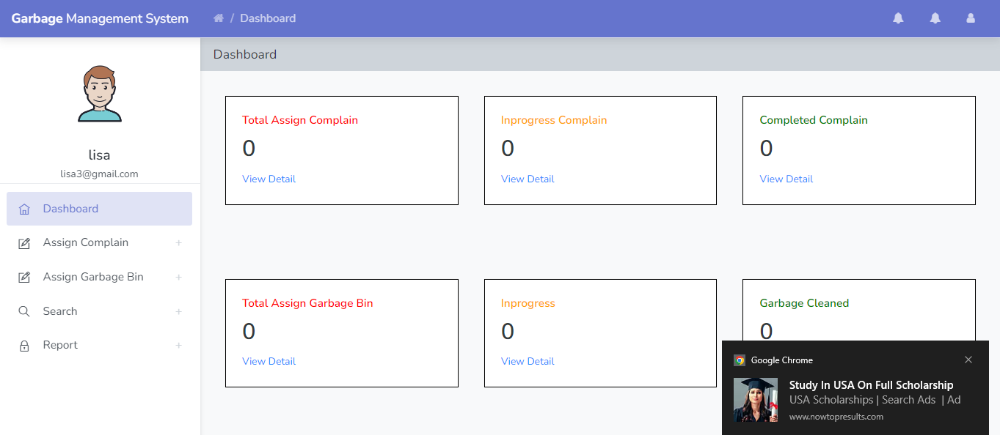 Garbage Management System
/ Dashboard
lisa
lisa3@gmail.com
Dashboard
Assign Complain +
Assign Garbage Bin +
Search +
Report +
Dashboard
Total Assign Complain
0
View Detail
Inprogress Complain
0
View Detail
Completed Complain
0
View Detail
Total Assign Garbage Bin
0
View Detail
Inprogress
0
View Detail
Garbage Cleaned
0
Google Chrome
Study In USA On Full Scholarship
USA Scholarships | Search Ads | Ad
www.nowtopresults.com